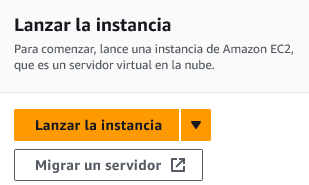 Lanzar la instancia
Para comenzar, lance una instancia de Amazon EC2,
que es un servidor virtual en la nube.
Lanzar la instancia
Migrar un servidor